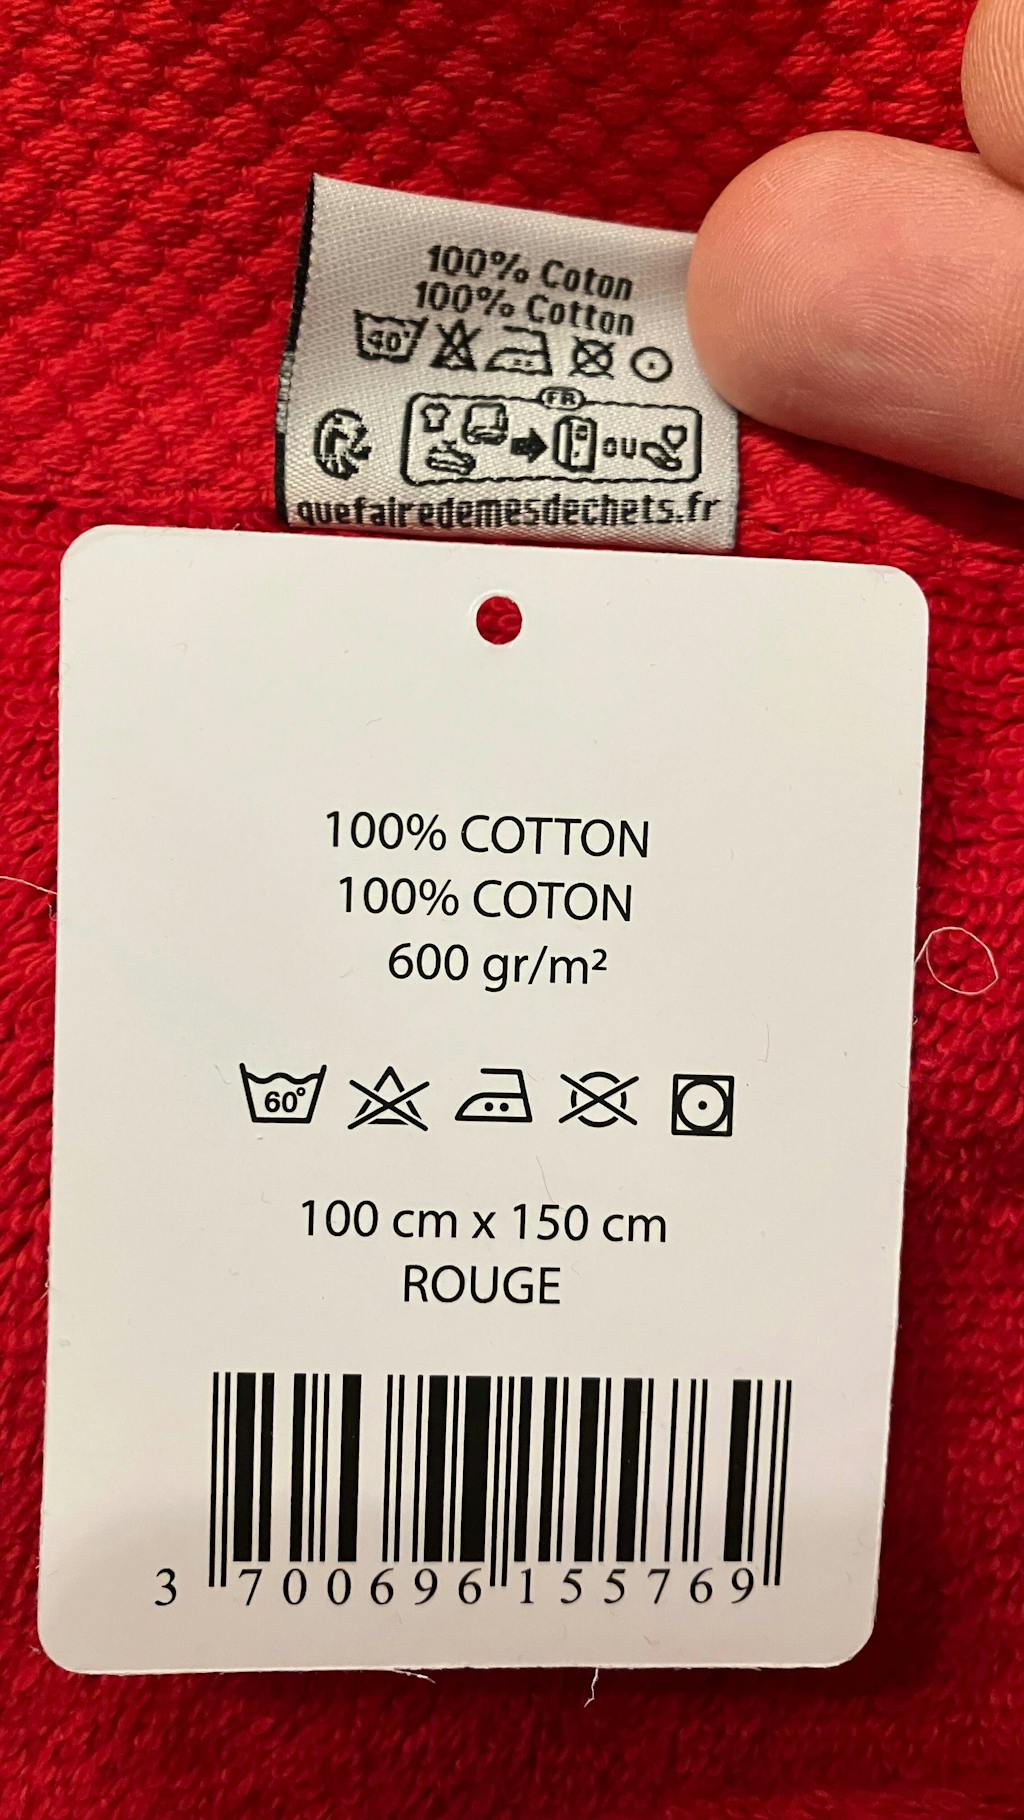 100% Coton
100% Cotton
40°
FR
ou
quefairedemesdechets.fr
100% COTTON
100% COTON
600 gr/m²
60°
100 cm x 150 cm
ROUGE
3 700696 155769